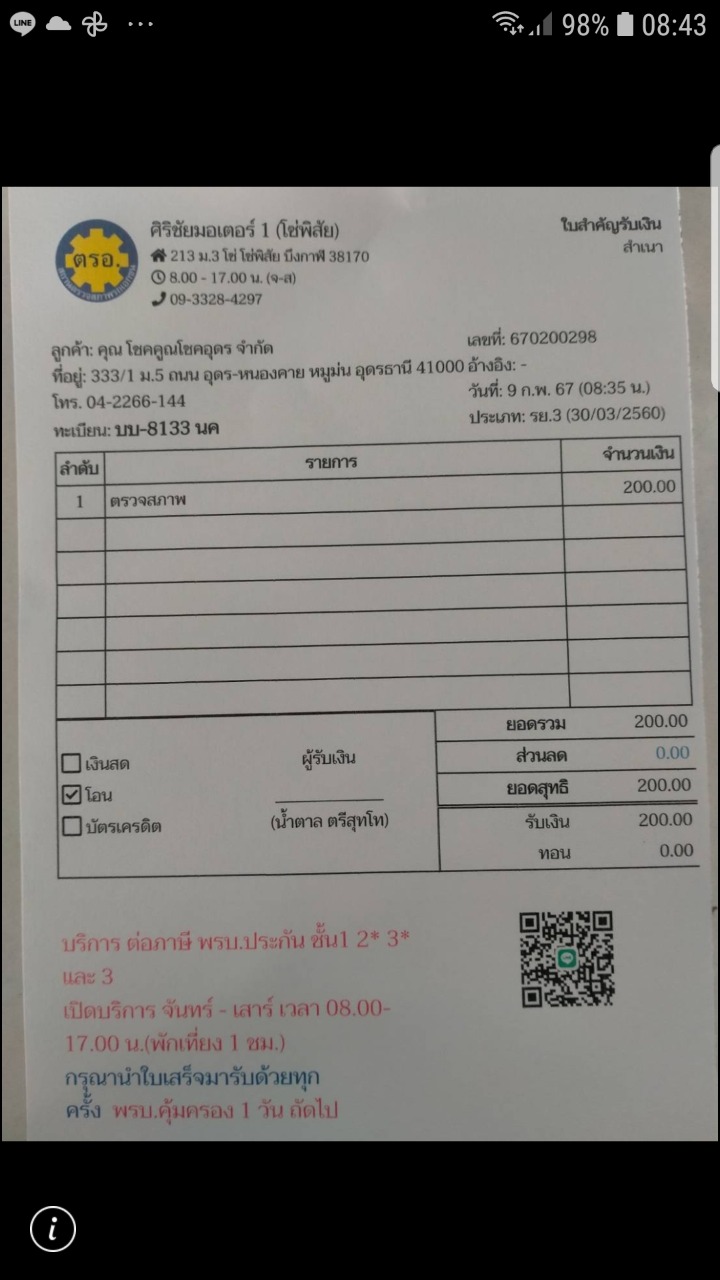 LINE
98% 08:43
ตรอ.
ศิริชัยมอเตอร์ 1 (โซ่พิสัย)
213 ม.3 โซ่ โซ่พิสัย บึงกาฬ 38170
8.00 - 17.00 น. (จ-ส)
09-3328-4297
ใบสำคัญรับเงิน
สำเนา
ลูกค้า: คุณ โชคคูณโชคอุดร จำกัด
ที่อยู่: 333/1 ม.5 ถนน อุดร-หนองคาย หมูม่น อุดรธานี 41000
โทร. 04-2266-144
ทะเบียน: บบ-8133 นค
เลขที่: 670200298
อ้างอิง: -
วันที่: 9 ก.พ. 67 (08:35 น.)
ประเภท: รย.3 (30/03/2560)
ลำดับ รายการ จำนวนเงิน
1 ตรวจสภาพ 200.00
เงินสด
โอน
บัตรเครดิต
ผู้รับเงิน
(น้ำตาล ตรีสุทโท)
ยอดรวม 200.00
ส่วนลด 0.00
ยอดสุทธิ 200.00
รับเงิน 200.00
ทอน 0.00
บริการ ต่อภาษี พรบ.ประกัน ชั้น1 2* 3*
และ 3
เปิดบริการ จันทร์ - เสาร์ เวลา 08.00-
17.00 น.(พักเที่ยง 1 ชม.)
กรุณานำใบเสร็จมารับด้วยทุก
ครั้ง พรบ.คุ้มครอง 1 วัน ถัดไป